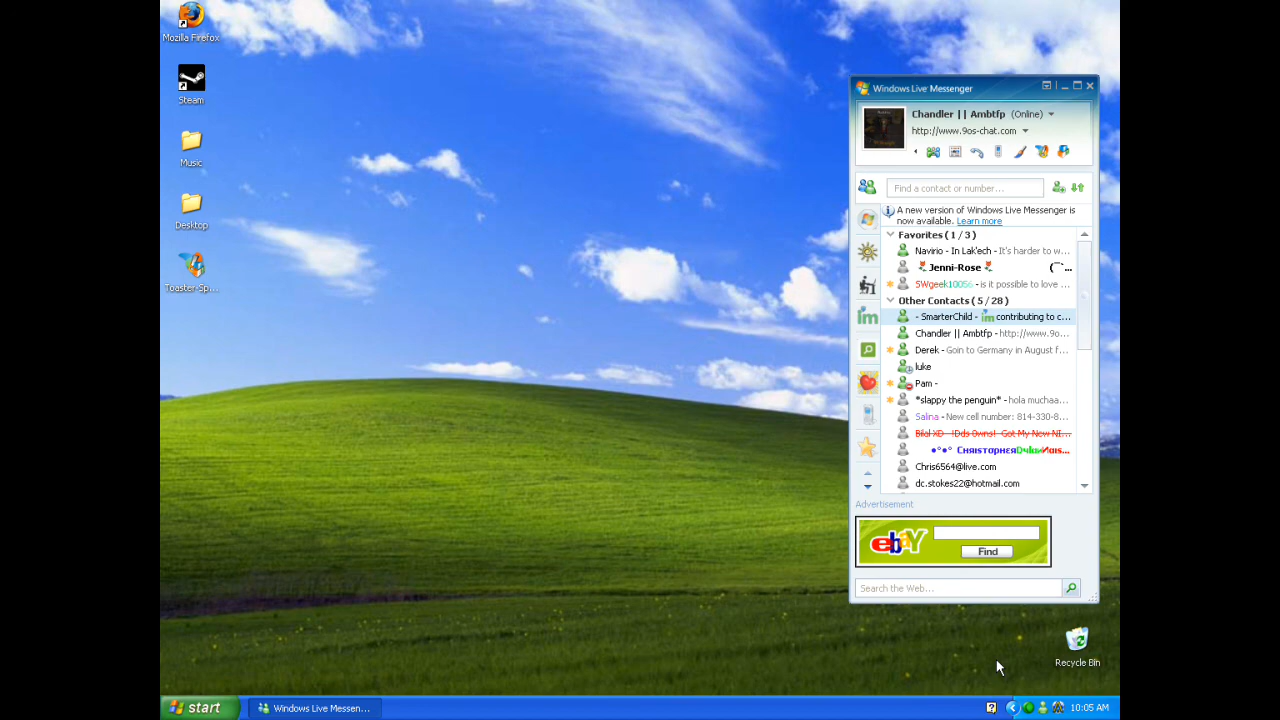 Mozilla Firefox
Steam
Music
Desktop
Toaster-Sp...
Windows Live Messenger
Chandler || Ambtfp (Online)
http://www.9os-chat.com
Find a contact or number...
A new version of Windows Live Messenger is
now available. Learn more
Favorites ( 1 / 3 )
Navirio - In Lak'ech - It's harder to w...
Jenni-Rose (¯`...
SWgeek10056 - is it possible to love ...
Other Contacts ( 5 / 28 )
- SmarterChild - im contributing to c...
Chandler || Ambtfp - http://www.9o...
Derek - Goin to Germany in August f...
luke
Pam -
*slappy the penguin* - hola muchaa...
Salina - New cell number: 814-330-8...
Chris6564@live.com
dc.stokes22@hotmail.com
im
Advertisement
ebaY
Find
Search the Web...
Recycle Bin
start
Windows Live Messen...
10:05 AM